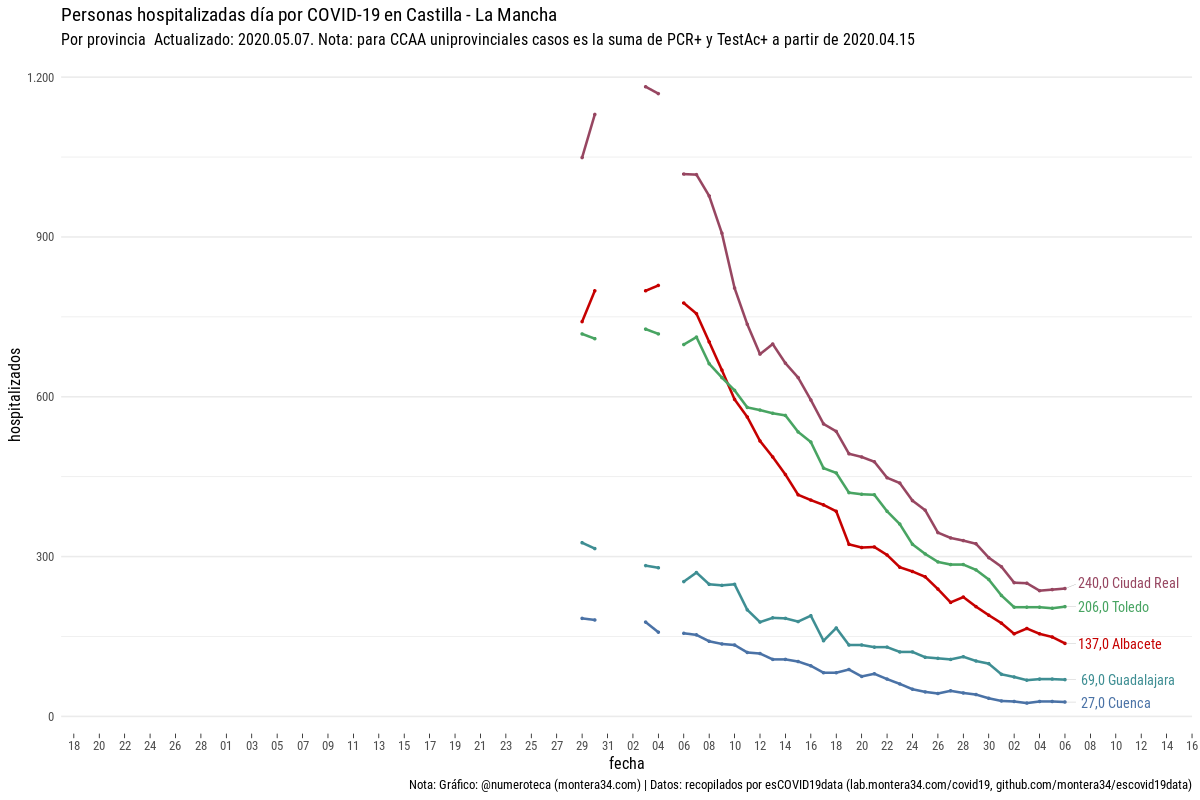 Personas hospitalizadas día por COVID-19 en Castilla - La Mancha
Por provincia  Actualizado: 2020.05.07. Nota: para CCAA uniprovinciales casos es la suma de PCR+ y TestAc+ a partir de 2020.04.15
1.200
900
600
300
0
hospitalizados
240,0 Ciudad Real
206,0 Toledo
137,0 Albacete
69,0 Guadalajara
27,0 Cuenca
18 20 22 24 26 28 01 03 05 07 09 11 13 15 17 19 21 23 25 27 29 31 02 04 06 08 10 12 14 16 18 20 22 24 26 28 30 02 04 06 08 10 12 14 16
fecha
Nota: Gráfico: @numeroteca (montera34.com) | Datos: recopilados por esCOVID19data (lab.montera34.com/covid19, github.com/montera34/escovid19data)